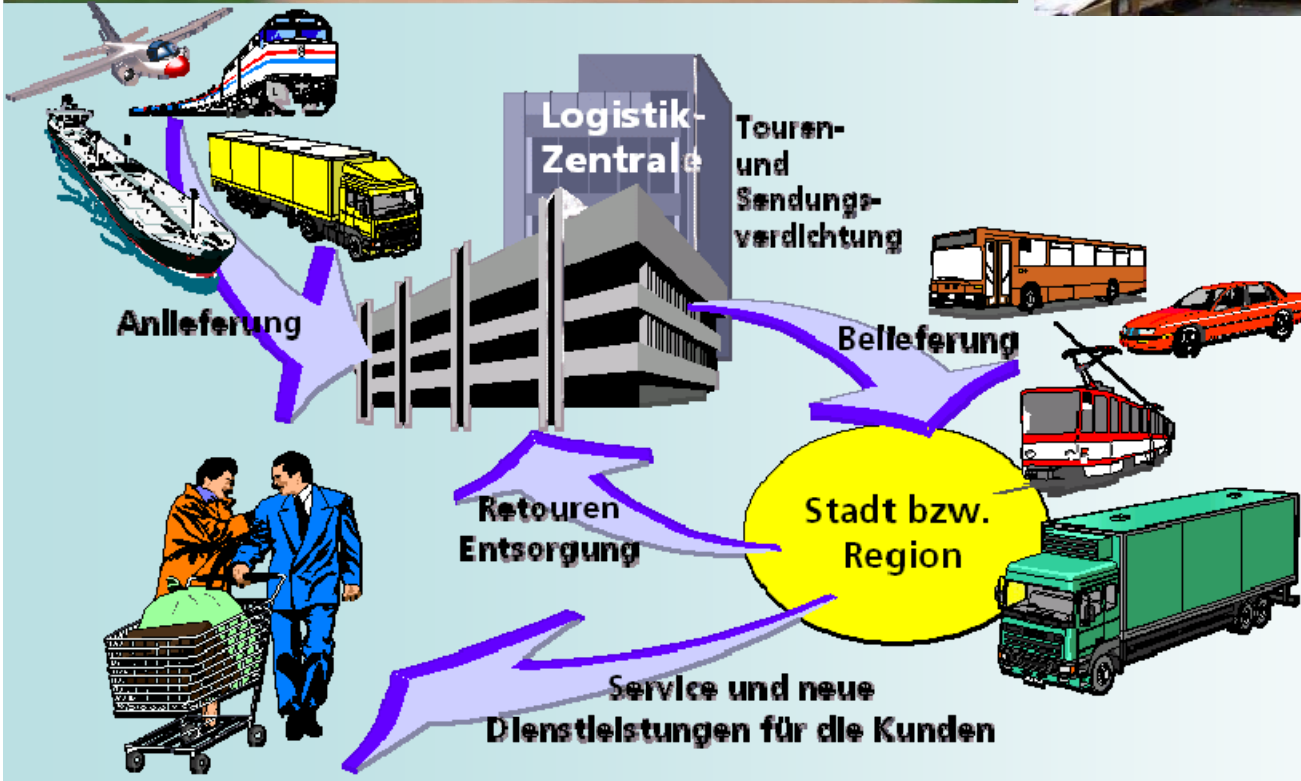 Logistik-
Zentrale
Touren-
und
Sendungs-
verdichtung
Anlieferung
Belieferung
Retouren
Entsorgung
Stadt bzw.
Region
Service und neue
Dienstleistungen für die Kunden